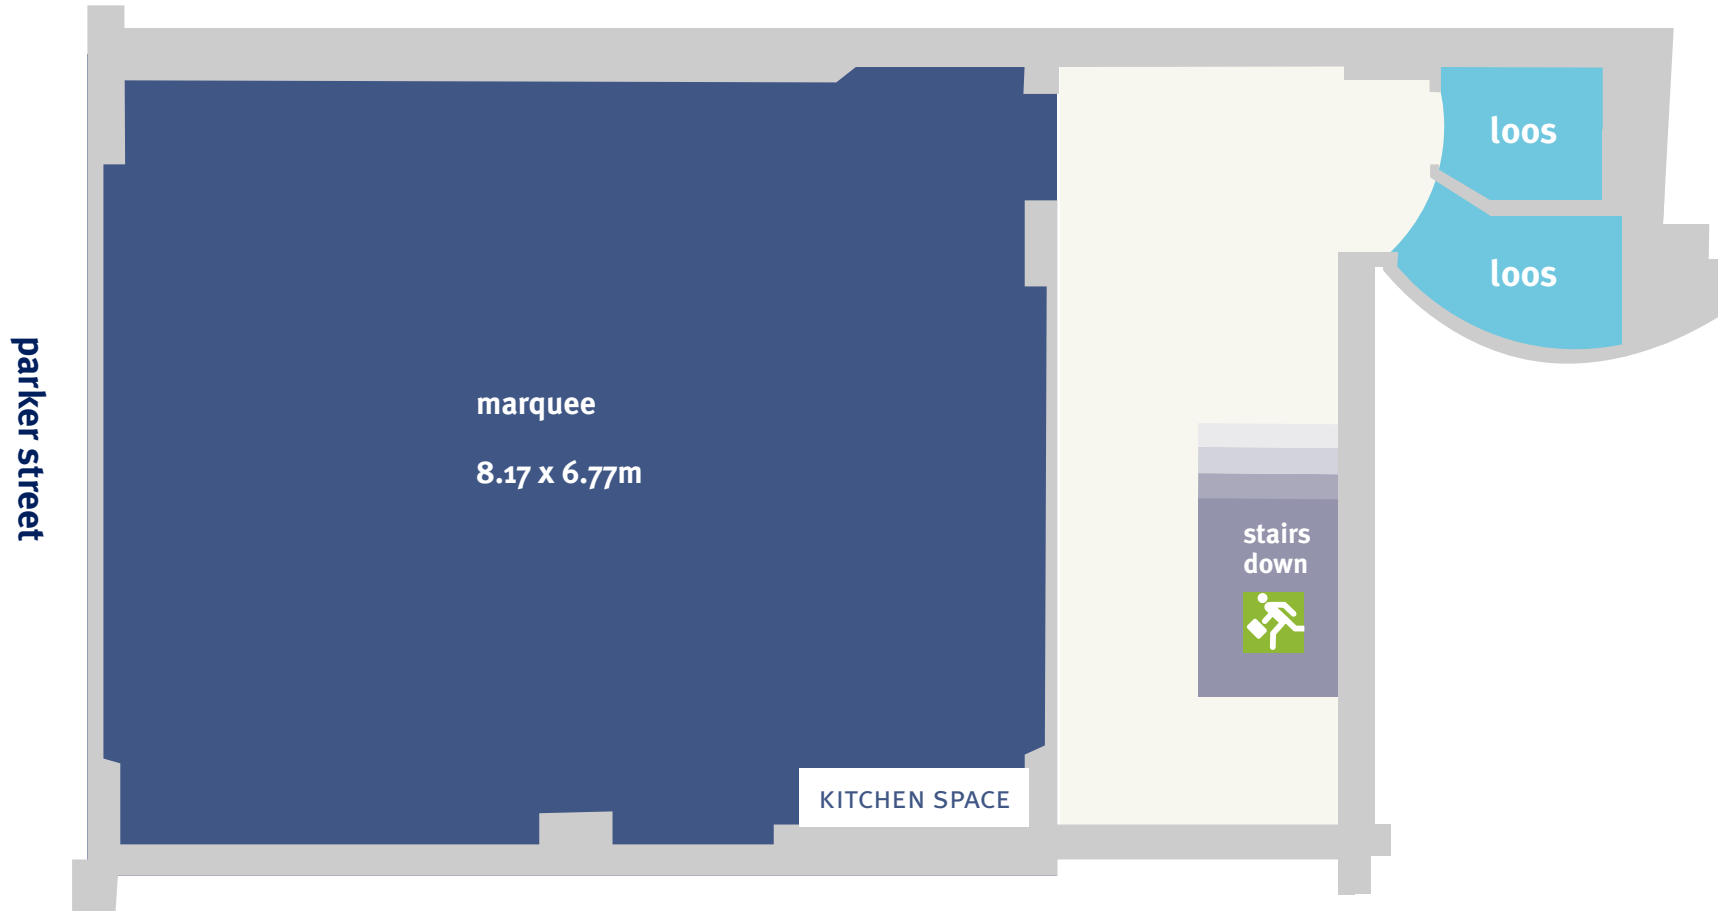 loos
loos
parker street
marquee
8.17 x 6.77m
stairs
down
KITCHEN SPACE